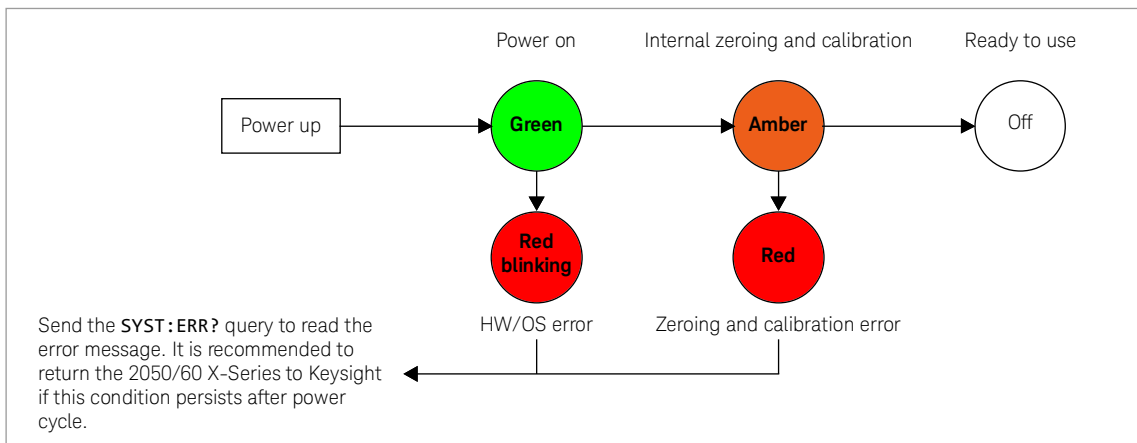 Power on
Internal zeroing and calibration
Ready to use
Power up
Green
Amber
Off
Red
blinking
Red
HW/OS error
Zeroing and calibration error
Send the SYST:ERR? query to read the
error message. It is recommended to
return the 2050/60 X-Series to Keysight
if this condition persists after power
cycle.